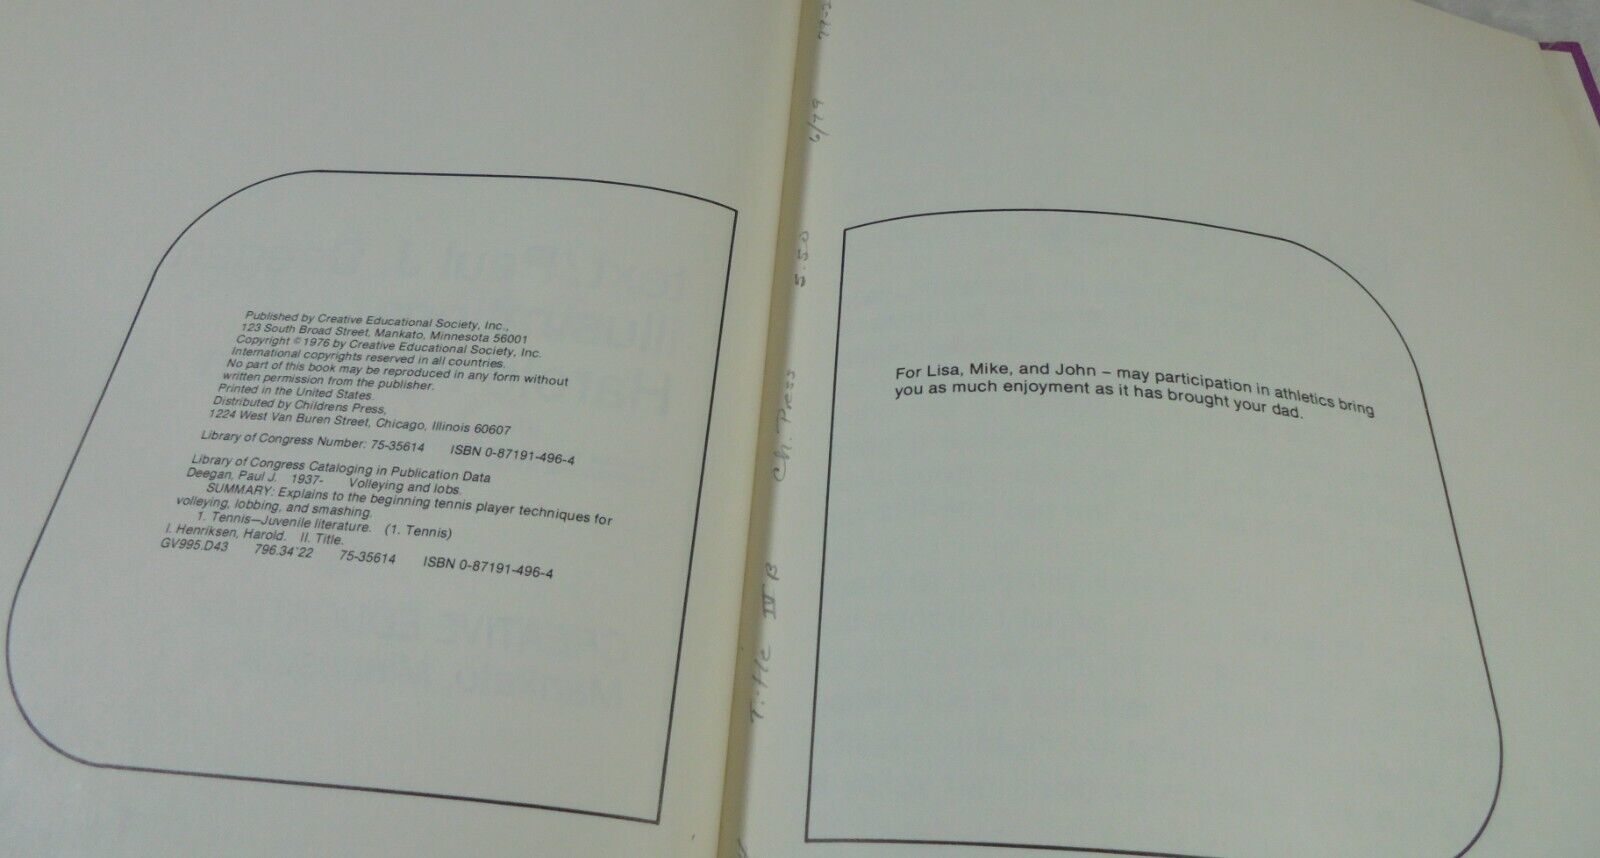 Published by Creative Educational Society, Inc.,
123 South Broad Street, Mankato, Minnesota 56001
Copyright © 1976 by Creative Educational Society, Inc.
International copyrights reserved in all countries.
No part of this book may be reproduced in any form without
written permission from the publisher.
Printed in the United States.
Distributed by Childrens Press,
1224 West Van Buren Street, Chicago, Illinois 60607
Library of Congress Number: 75-35614 ISBN 0-87191-496-4
Library of Congress Cataloging in Publication Data
Deegan, Paul J. 1937- Volleying and lobs.
SUMMARY: Explains to the beginning tennis player techniques for
volleying, lobbing, and smashing.
1. Tennis—Juvenile literature. (1. Tennis)
I. Henriksen, Harold. II. Title.
GV995.D43 796.34'22 75-35614 ISBN 0-87191-496-4
Title IV B Ch. Press 5.50 6/79
For Lisa, Mike, and John – may participation in athletics bring
you as much enjoyment as it has brought your dad.